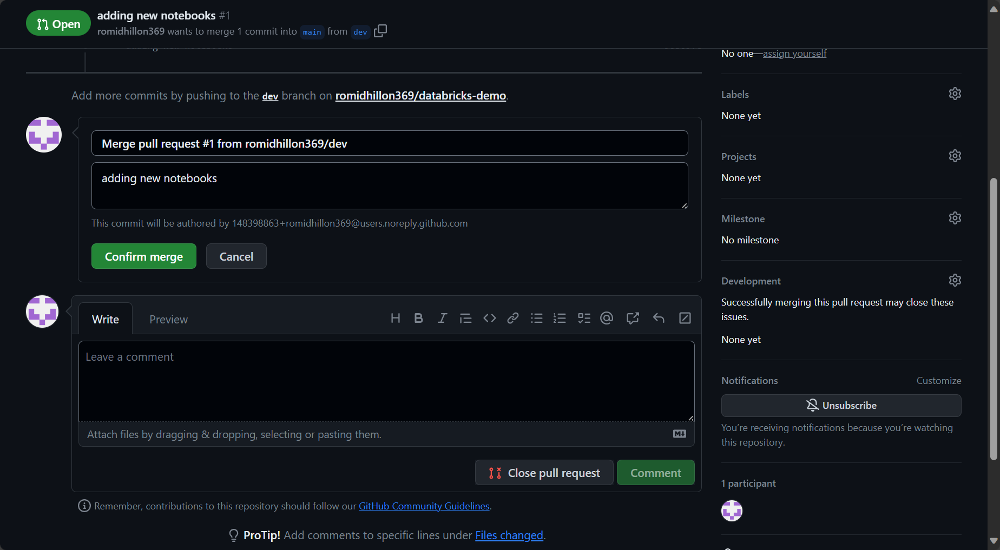 Open
adding new notebooks #1
romidhillon369 wants to merge 1 commit into main from dev
adding new notebooks
No one—assign yourself
Add more commits by pushing to the dev branch on romidhillon369/databricks-demo.
Labels
None yet
Merge pull request #1 from romidhillon369/dev
adding new notebooks
This commit will be authored by 148398863+romidhillon369@users.noreply.github.com
Confirm merge
Cancel
Projects
None yet
Milestone
No milestone
Development
Successfully merging this pull request may close these
issues.
None yet
Write
Preview
Leave a comment
Attach files by dragging & dropping, selecting or pasting them.
Close pull request
Comment
Notifications
Customize
Unsubscribe
You're receiving notifications because you're watching
this repository.
1 participant
Remember, contributions to this repository should follow our GitHub Community Guidelines.
ProTip! Add comments to specific lines under Files changed.